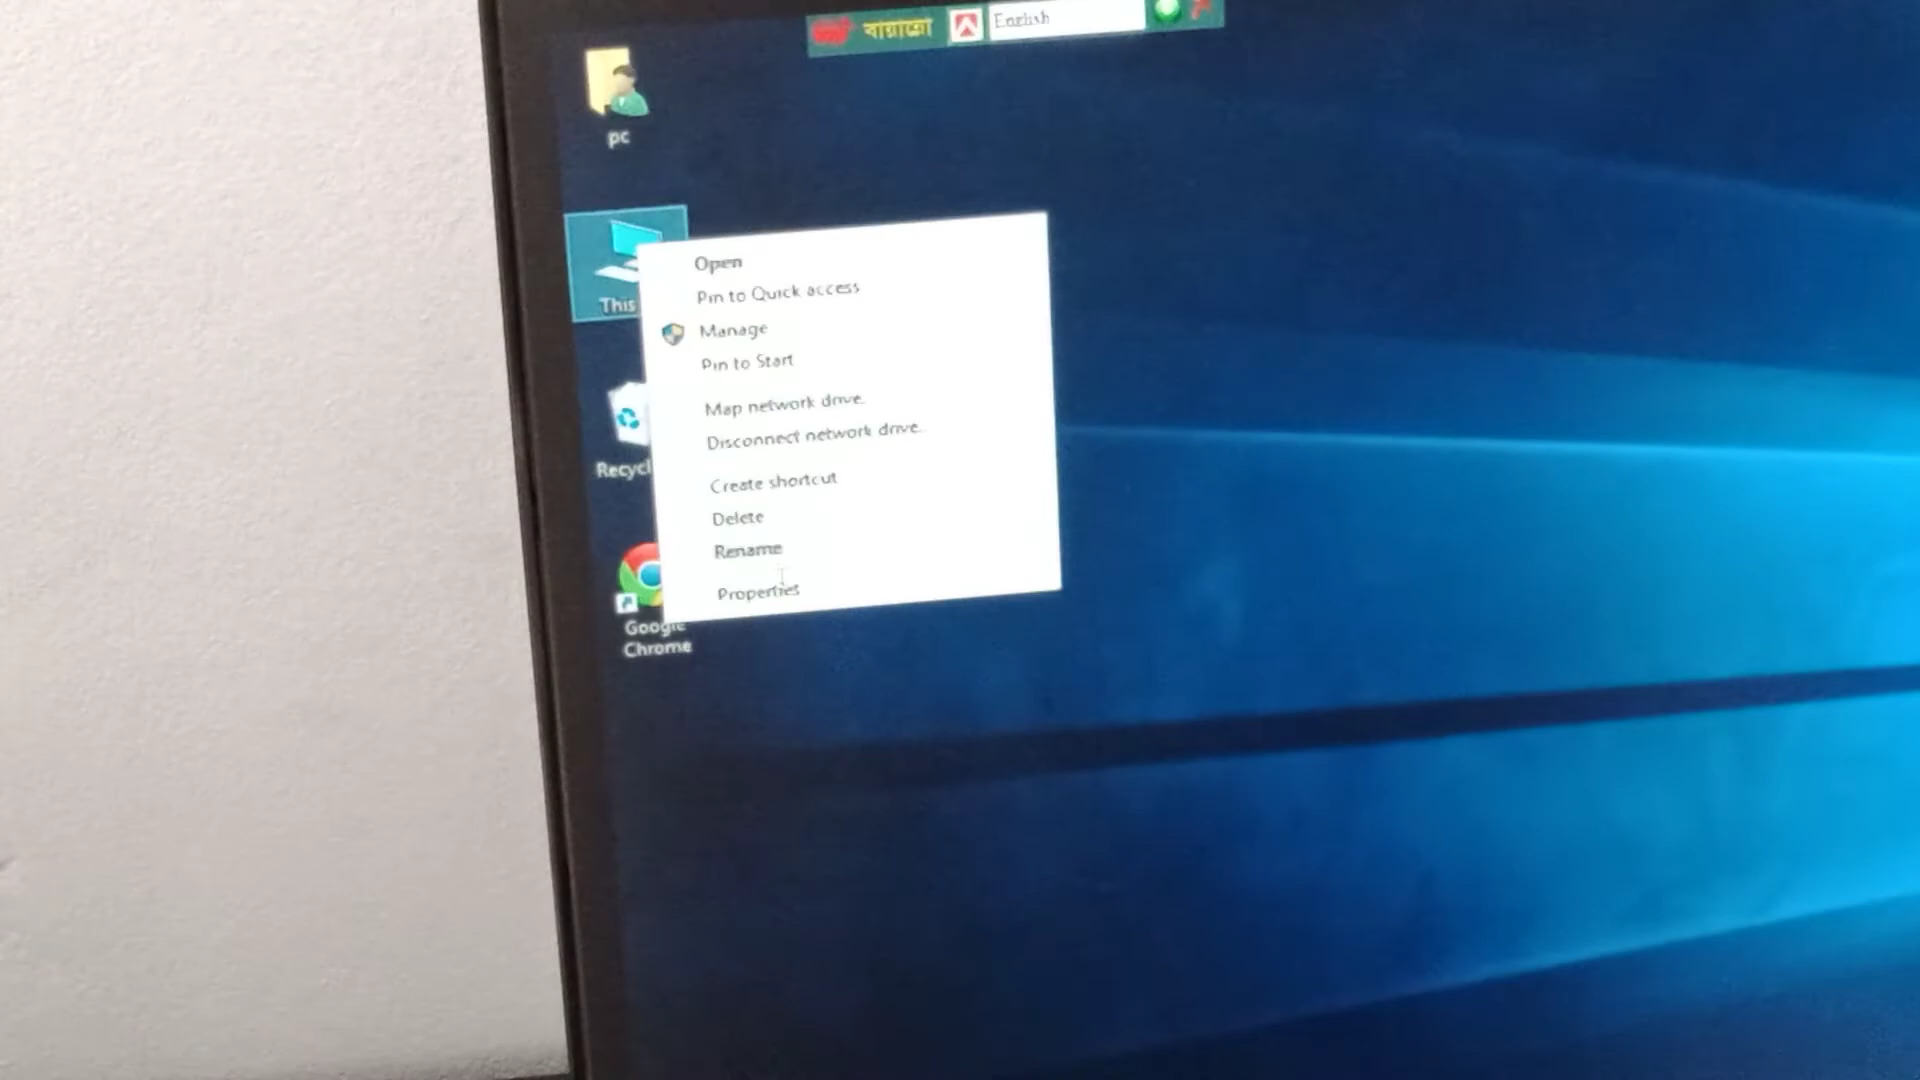 বায়ান্নো
English
pc
This
Open
Pin to Quick access
Manage
Pin to Start
Map network drive..
Disconnect network drive..
Create shortcut
Delete
Rename
Properties
Recycl
Google
Chrome